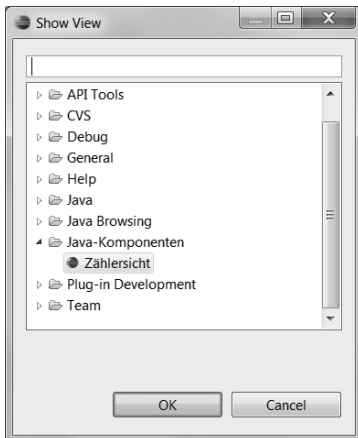 Show View
API Tools
CVS
Debug
General
Help
Java
Java Browsing
Java-Komponenten
Zählersicht
Plug-in Development
Team
OK
Cancel